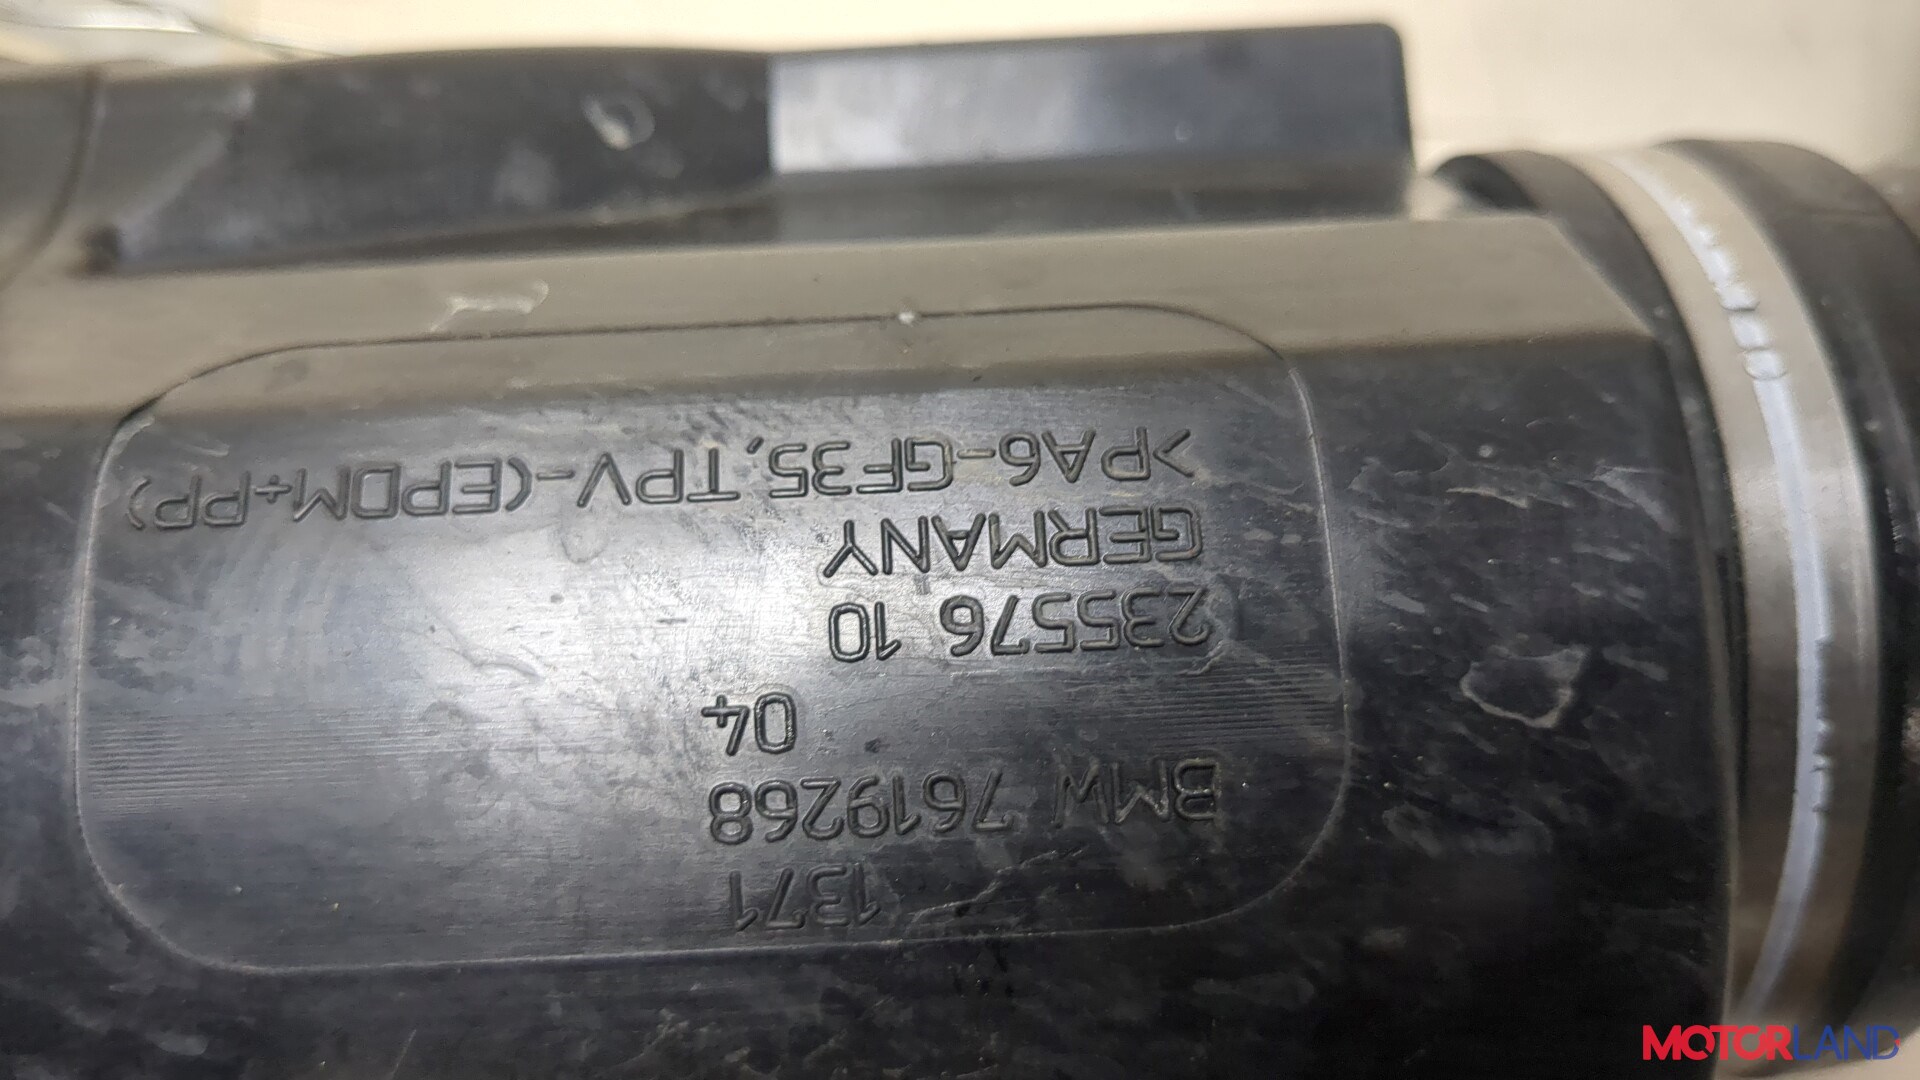 1371
BMW 7619268
04
235576 10
GERMANY
>PA6-GF35, TPV-(EPDM+PP)
MOTORLAND